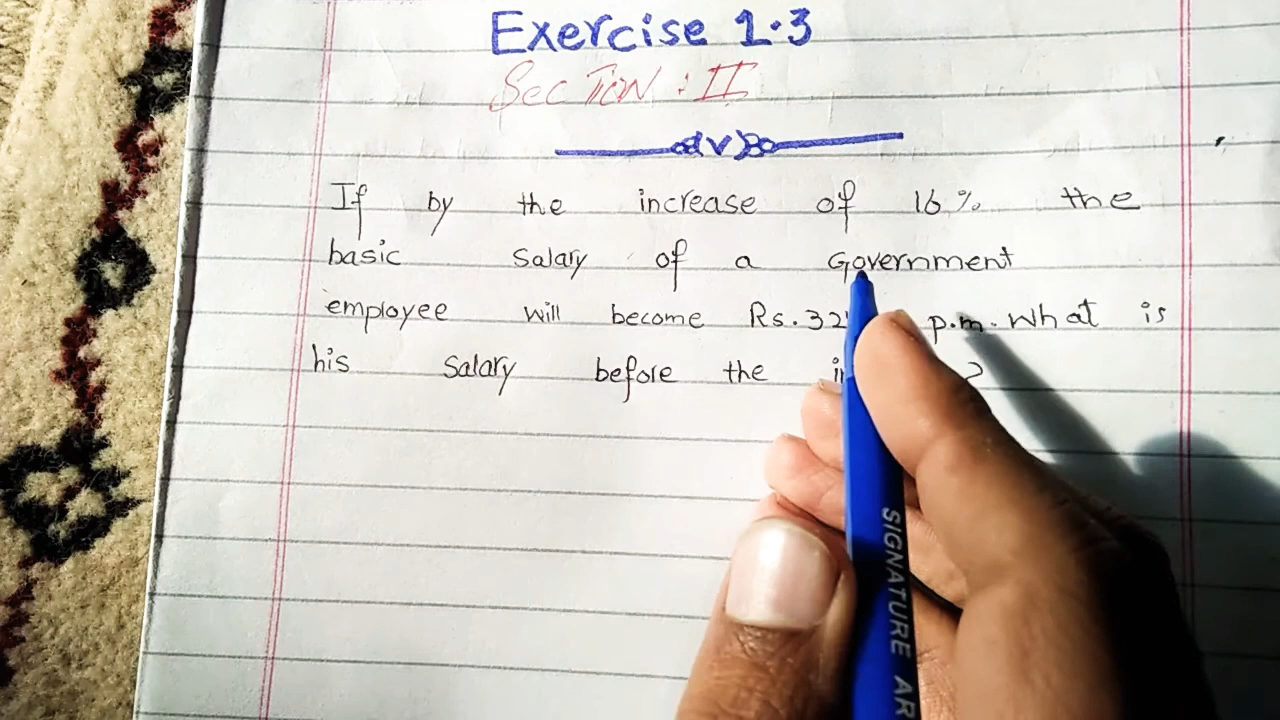 Exercise 1.3
Section : II
(v)
If by the increase of 16% the
basic salary of a Government
employee will become Rs. p.m. What is
his salary before the ?
SIGNATURE